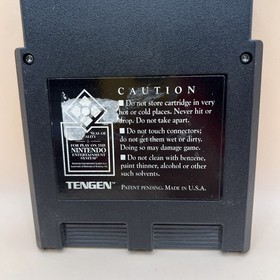 CAUTION
■ Do not store cartridge in very
hot or cold places. Never hit or
drop. Do not take apart.
■ Do not touch connectors;
do not get them wet or dirty.
Doing so may damage game.
■ Do not clean with benzene,
paint thinner, alcohol or other
such solvents.
SEAL OF
QUALITY
FOR PLAY ON THE
NINTENDO
ENTERTAINMENT
SYSTEM
TENGEN
PATENT PENDING. MADE IN U.S.A.